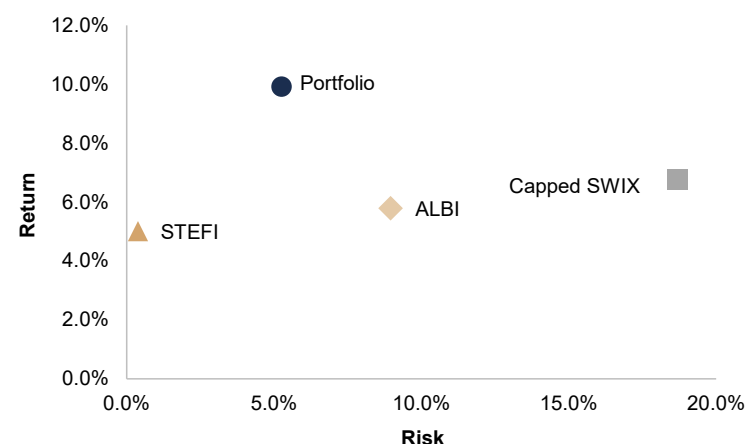 12.0%
10.0%
8.0%
6.0%
4.0%
2.0%
0.0%
Return
Portfolio
Capped SWIX
ALBI
STEFI
0.0%
5.0%
10.0%
15.0%
20.0%
Risk